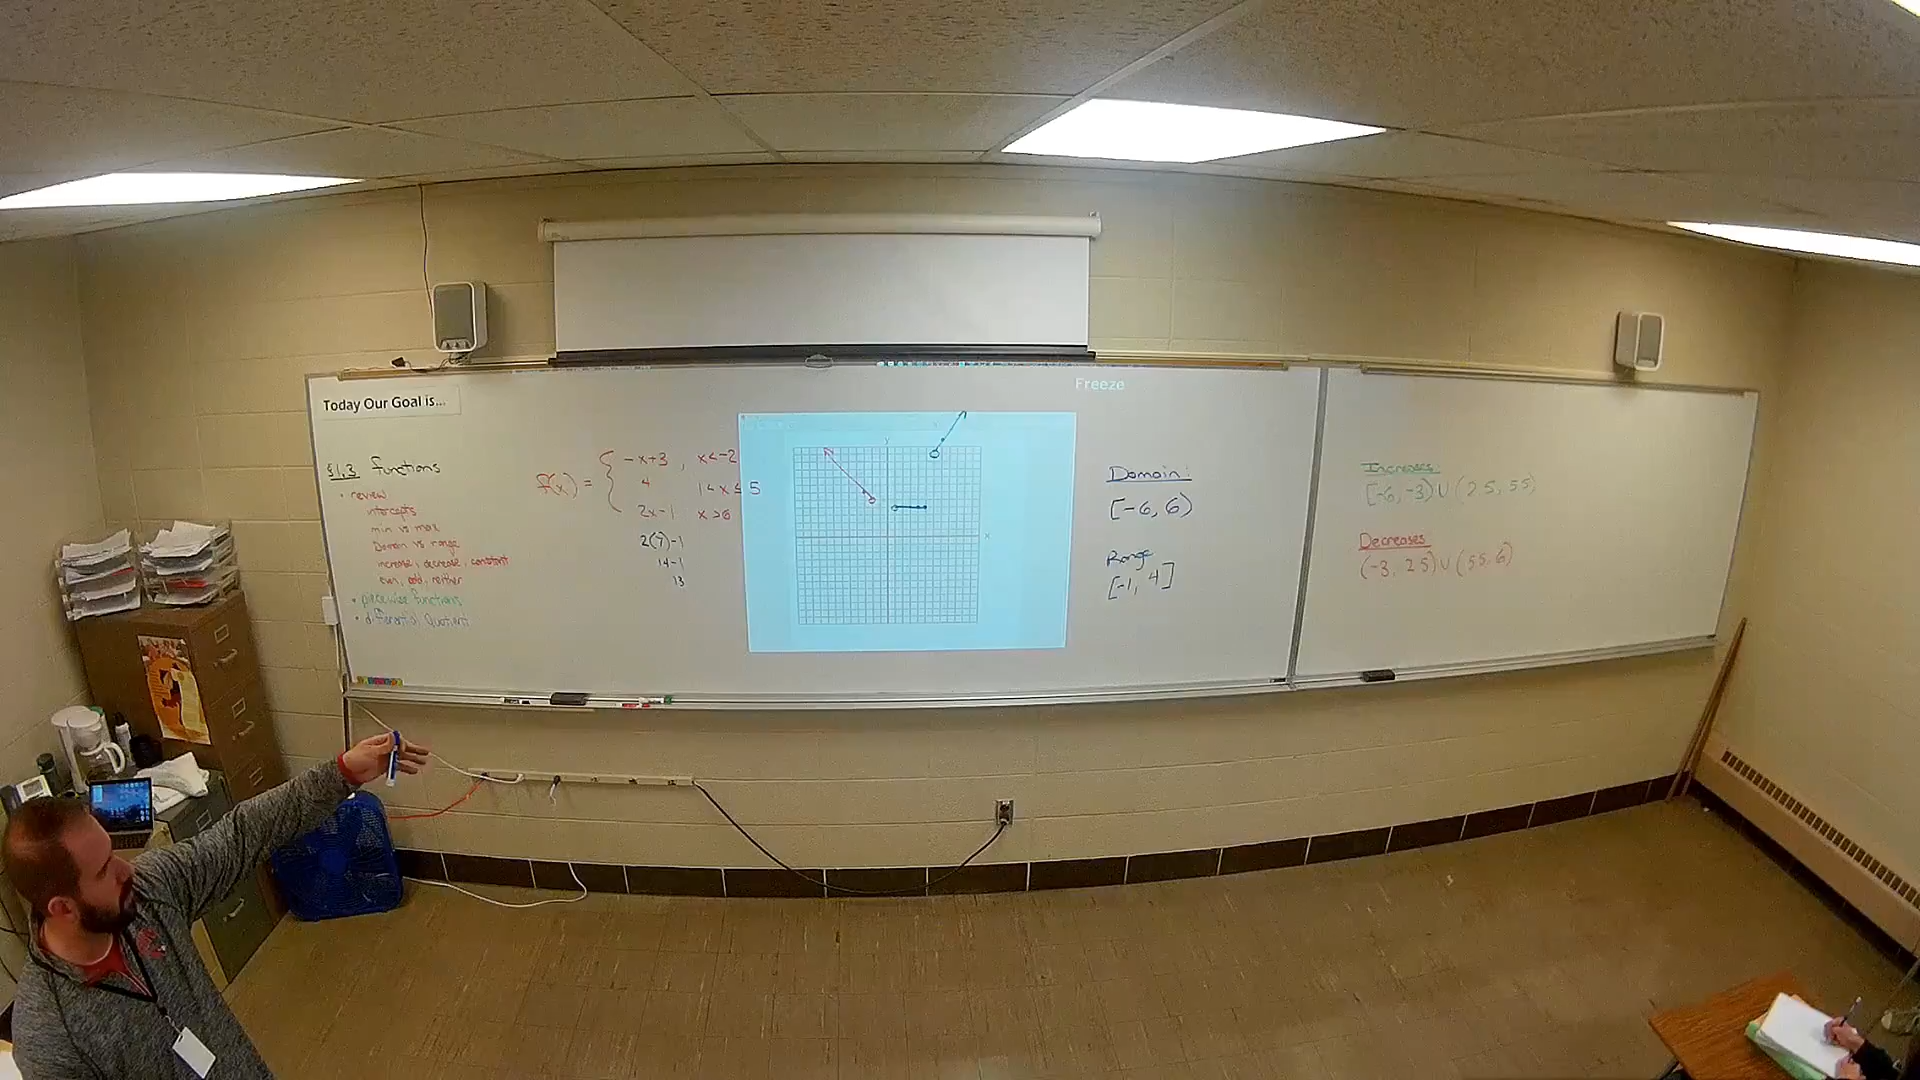 Freeze
Today Our Goal is...
§1.3 functions
• review
intercepts
min vs max
Domain vs range
increase, decrease, constant
even, odd, neither
• piecewise functions
• differential Quotient
f(x) = { -x+3 , x<-2
4 1<x≤5
2x-1 x>6
2(7)-1
14-1
13
y
x
Domain:
[-6, 6)
Range
[-1, 4]
Increases:
[-6, -3) ∪ (2.5, 5.5)
Decreases
(-3, 2.5) ∪ (5.5, 6)